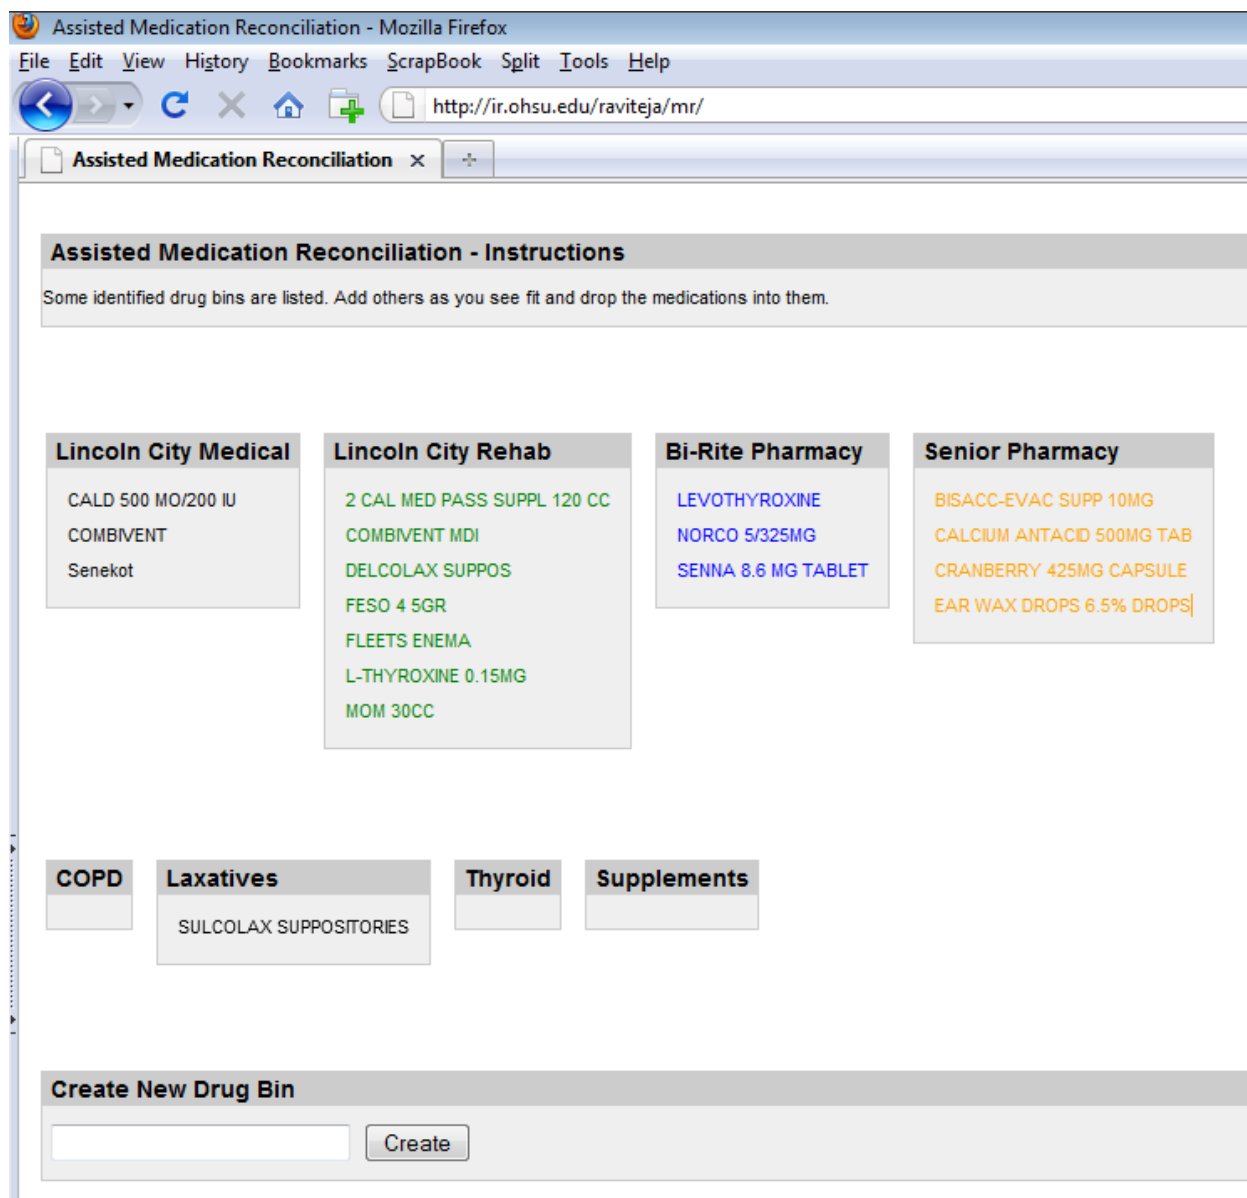 Assisted Medication Reconciliation - Mozilla Firefox
File Edit View History Bookmarks ScrapBook Split Tools Help
http://ir.ohsu.edu/raviteja/mr/
Assisted Medication Reconciliation
Assisted Medication Reconciliation - Instructions
Some identified drug bins are listed. Add others as you see fit and drop the medications into them.
Lincoln City Medical
CALD 500 MO/200 IU
COMBIVENT
Senekot
Lincoln City Rehab
2 CAL MED PASS SUPPL 120 CC
COMBIVENT MDI
DELCOLAX SUPPOS
FESO 4 5GR
FLEETS ENEMA
L-THYROXINE 0.15MG
MOM 30CC
Bi-Rite Pharmacy
LEVOTHYROXINE
NORCO 5/325MG
SENNA 8.6 MG TABLET
Senior Pharmacy
BISACC-EVAC SUPP 10MG
CALCIUM ANTACID 500MG TAB
CRANBERRY 425MG CAPSULE
EAR WAX DROPS 6.5% DROPS
COPD
Laxatives
SULCOLAX SUPPOSITORIES
Thyroid
Supplements
Create New Drug Bin
Create